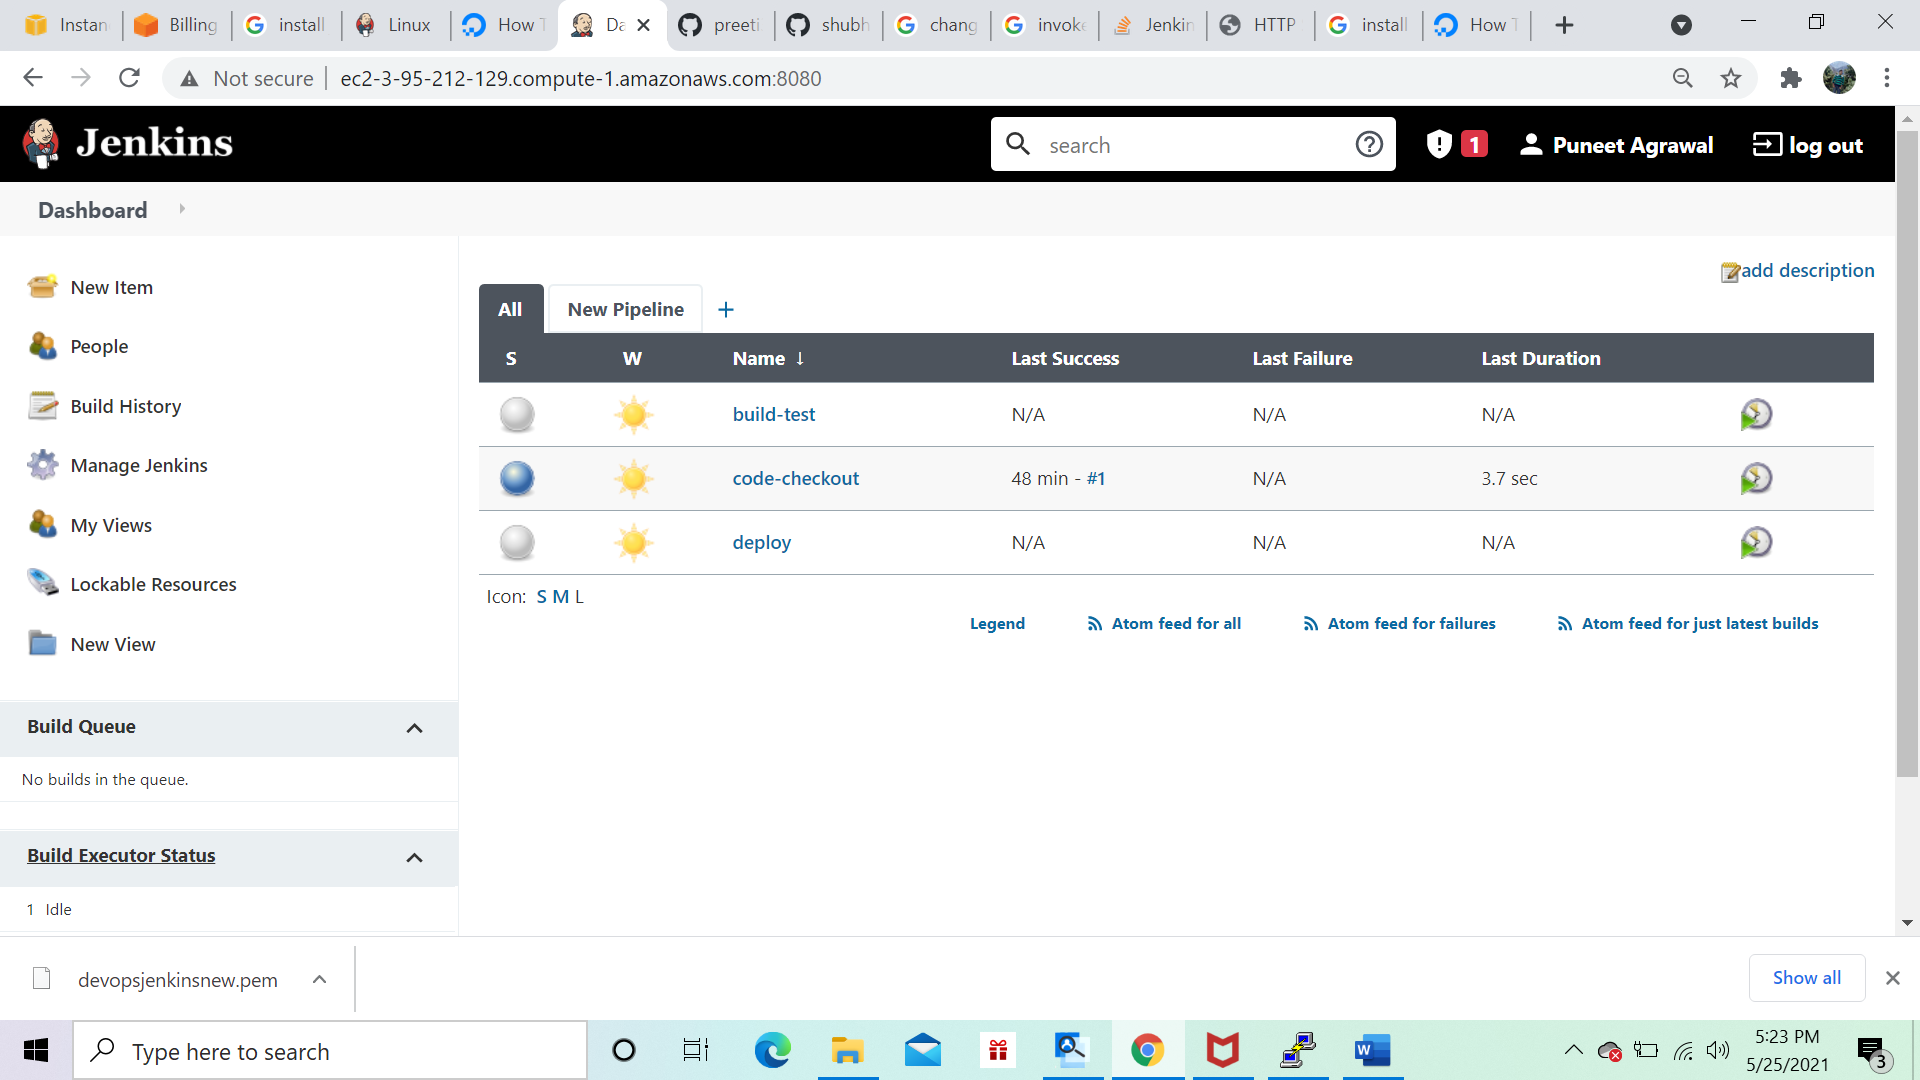 Instan
Billing
install
Linux
How T
Da
preeti
shubh
chang
invoke
Jenkin
HTTP
install
How T
Not secure
ec2-3-95-212-129.compute-1.amazonaws.com:8080
Jenkins
search
1
Puneet Agrawal
log out
Dashboard
New Item
People
Build History
Manage Jenkins
My Views
Lockable Resources
New View
Build Queue
No builds in the queue.
Build Executor Status
1 Idle
add description
All
New Pipeline
+
S W Name ↓ Last Success Last Failure Last Duration
build-test N/A N/A N/A
code-checkout 48 min - #1 N/A 3.7 sec
deploy N/A N/A N/A
Icon: S M L
Legend
Atom feed for all
Atom feed for failures
Atom feed for just latest builds
devopsjenkinsnew.pem
Show all
Type here to search
5:23 PM
5/25/2021
3